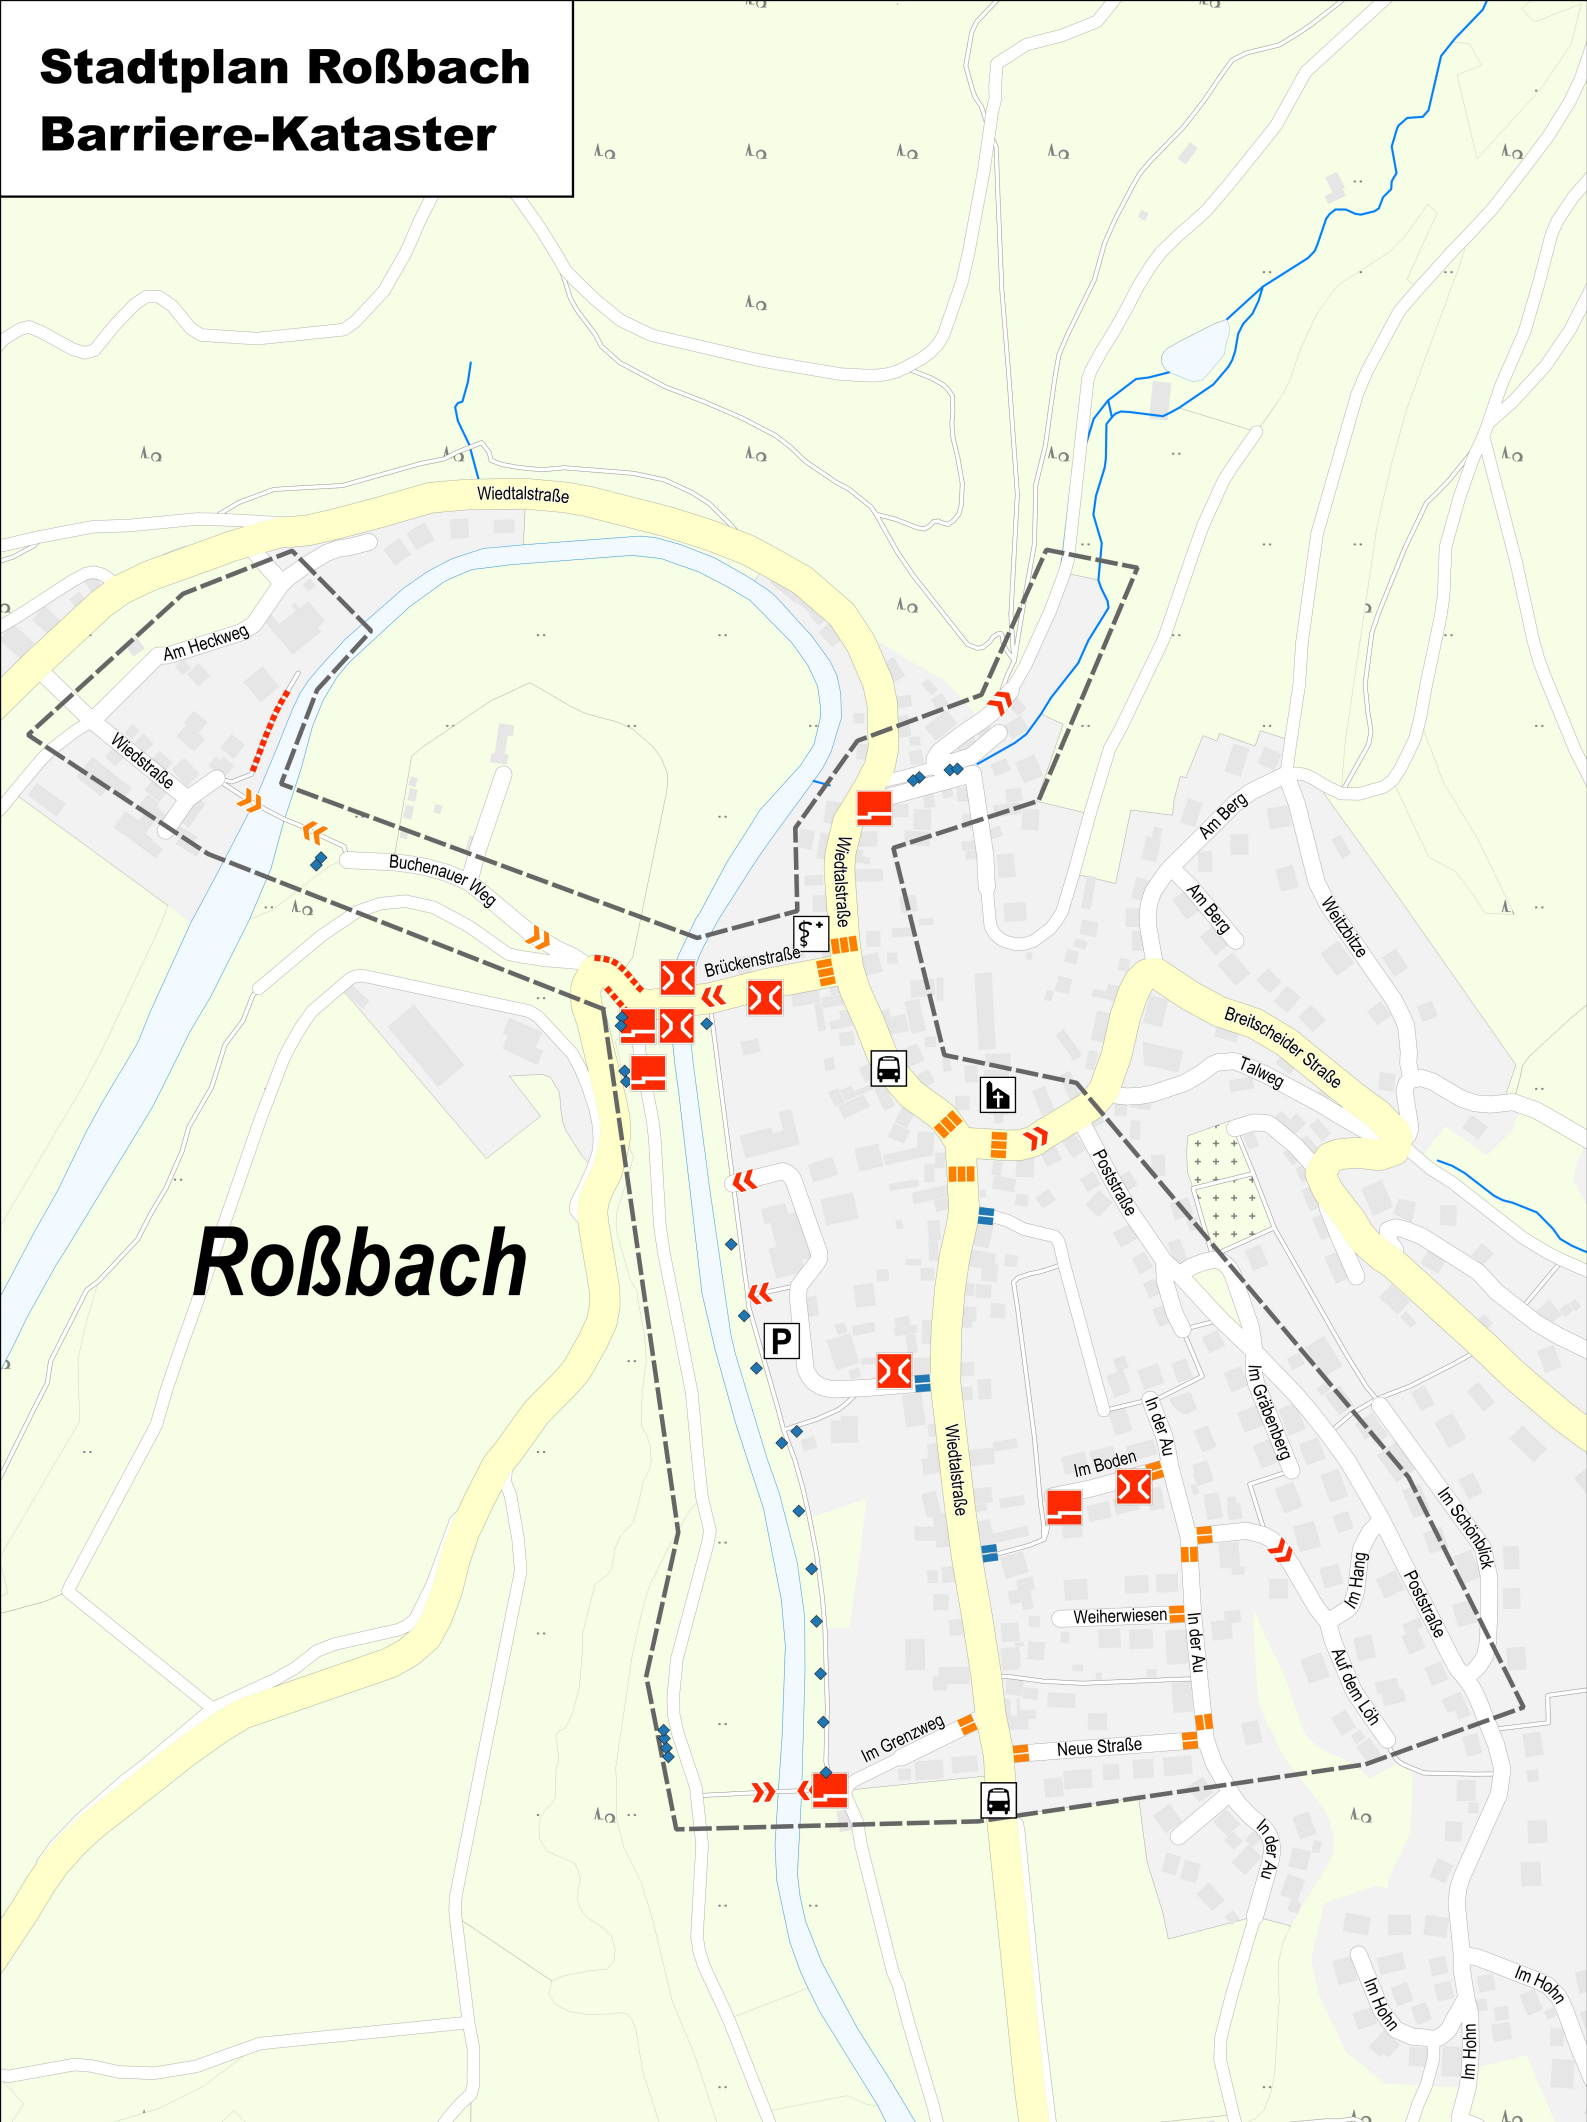 Stadtplan Roßbach
Barriere-Kataster
Wiedtalstraße
Am Heckweg
Wiedstraße
Buchenauer Weg
Wiedtalstraße
Brückenstraße
Am Berg
Am Berg
Weitzbitze
Breitscheider Straße
Talweg
Poststraße
Roßbach
P
Wiedtalstraße
In der Au
Im Gräbenberg
Im Boden
Im Schönblick
Im Hang
Poststraße
Weiherwiesen
In der Au
Auf dem Löh
Im Grenzweg
Neue Straße
In der Au
Im Hohn
Im Hohn
Im Hohn